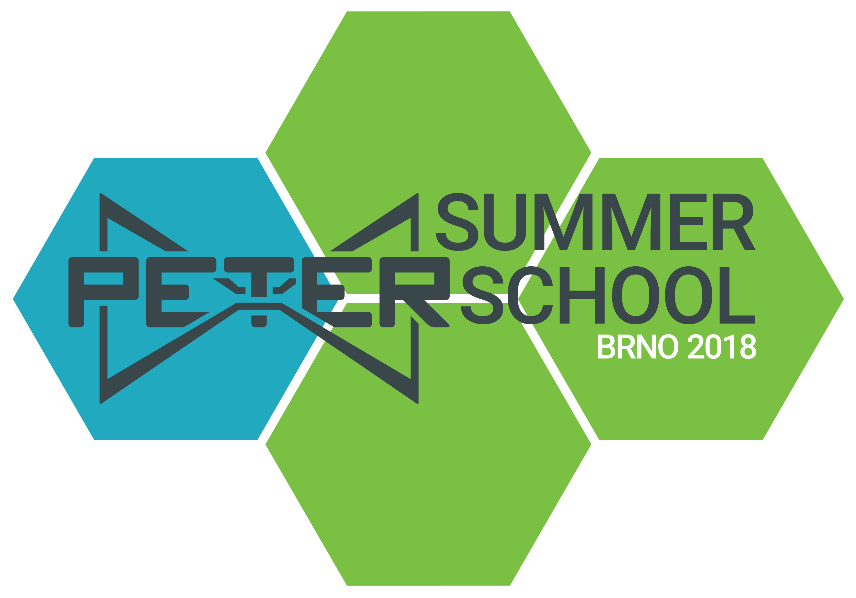 PETER
SUMMER
SCHOOL
BRNO 2018